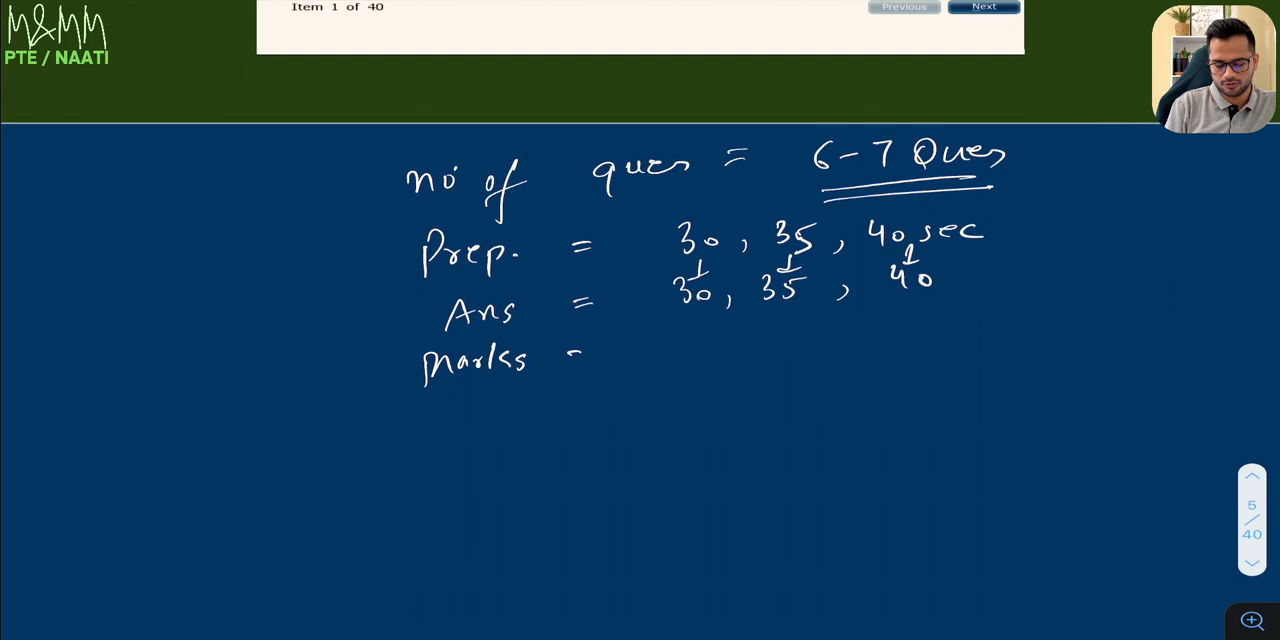 Item 1 of 40
Previous
Next
M&MM
PTE / NAATI
no of ques = 6-7 Ques
Prep. = 30, 35, 40 sec
Ans = 30, 35, 40
Marks =
5
/
40